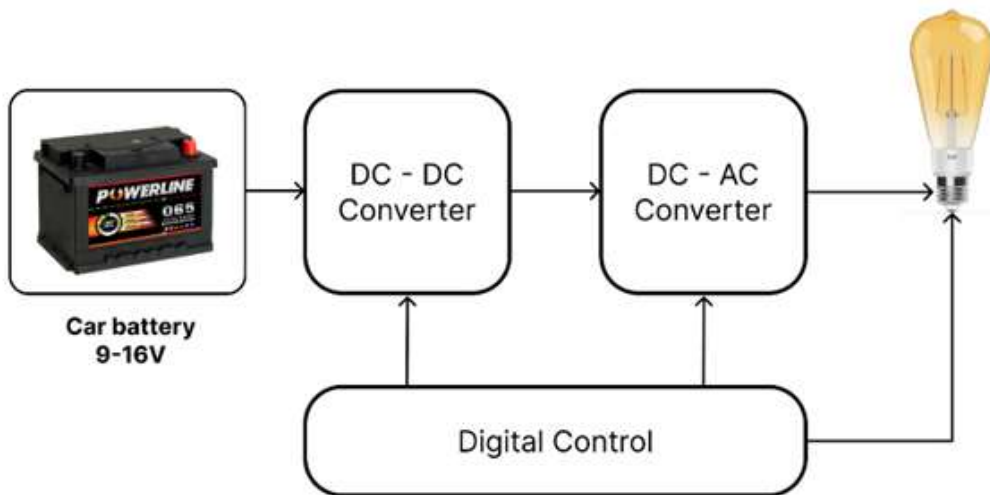 POWERLINE
065
Car battery
9-16V
DC - DC
Converter
DC - AC
Converter
Digital Control